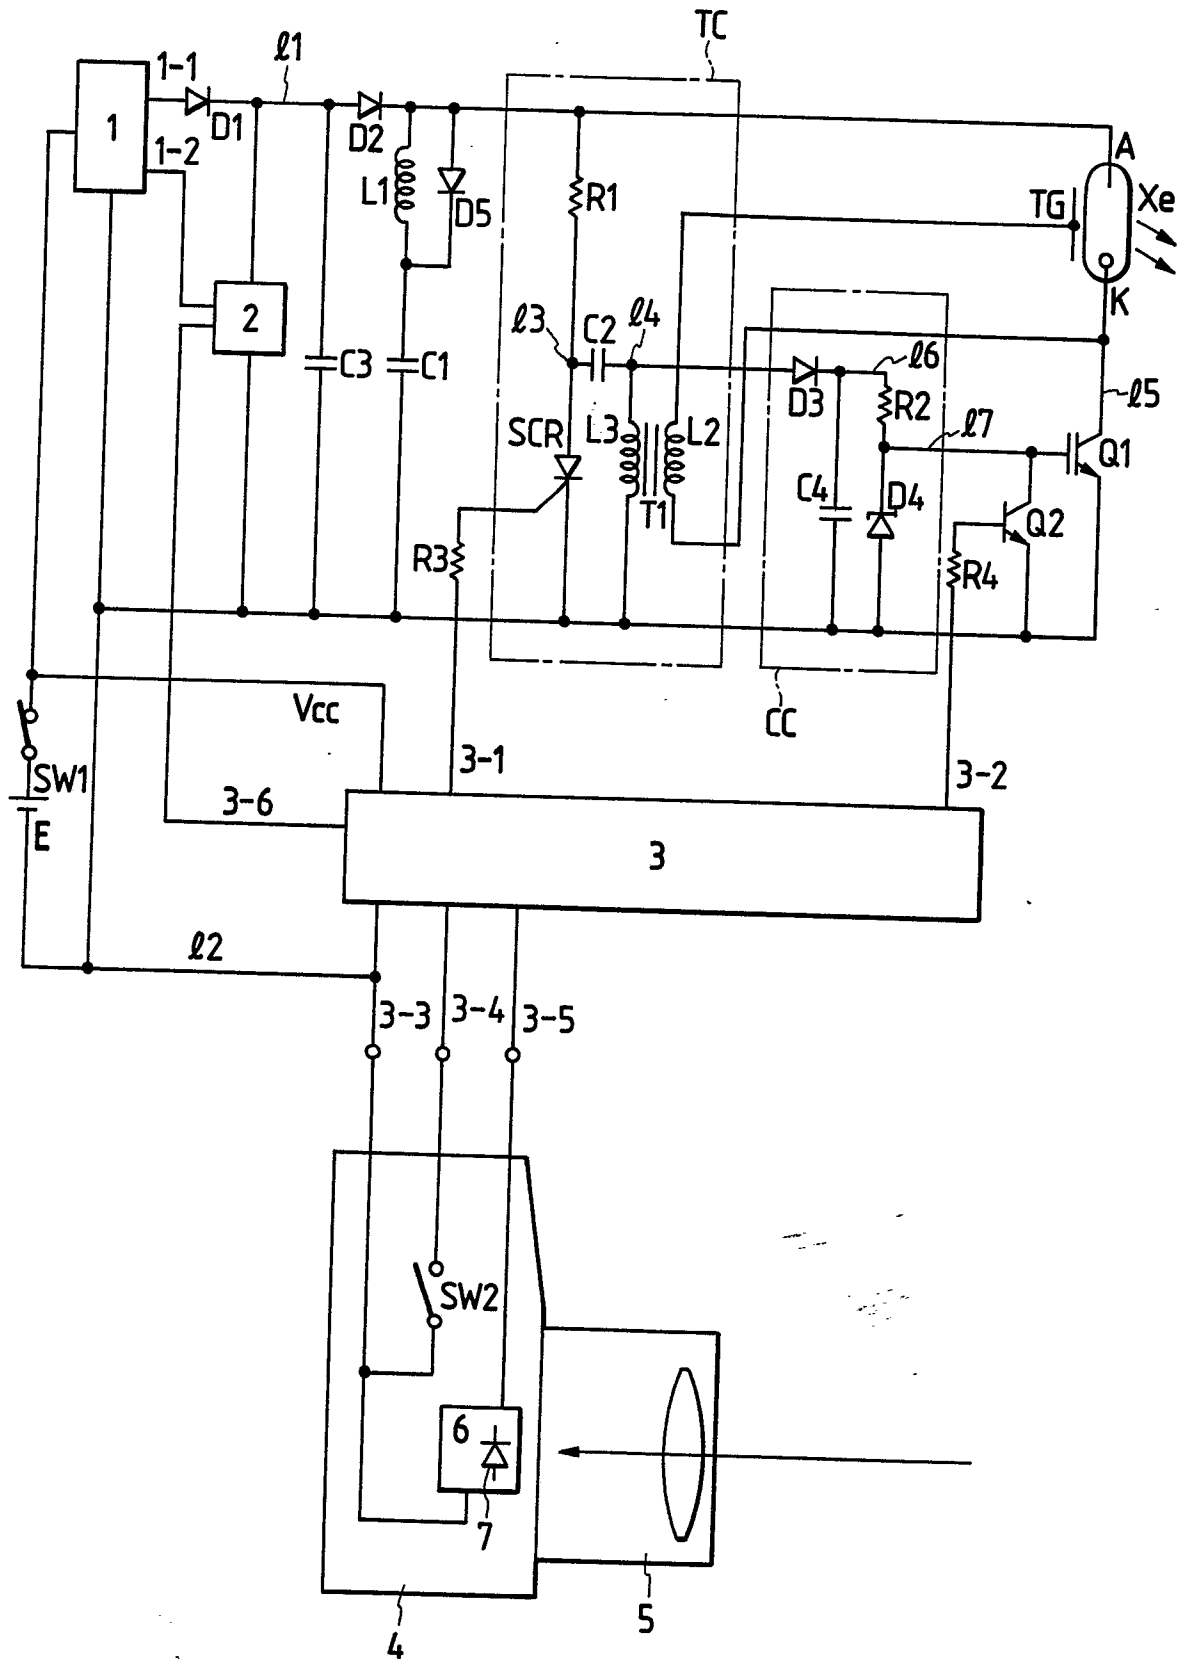 TC
1-1
ℓ1
1
D1
D2
A
1-2
L1
D5
R1
TG
Xe
2
K
ℓ3
C2
ℓ4
C3
C1
D3
ℓ6
R2
ℓ5
SCR
L3
L2
ℓ7
Q1
C4
D4
T1
Q2
R3
R4
Vcc
CC
SW1
3-1
3-2
3-6
E
3
ℓ2
3-3
3-4
3-5
SW2
6
7
5
4